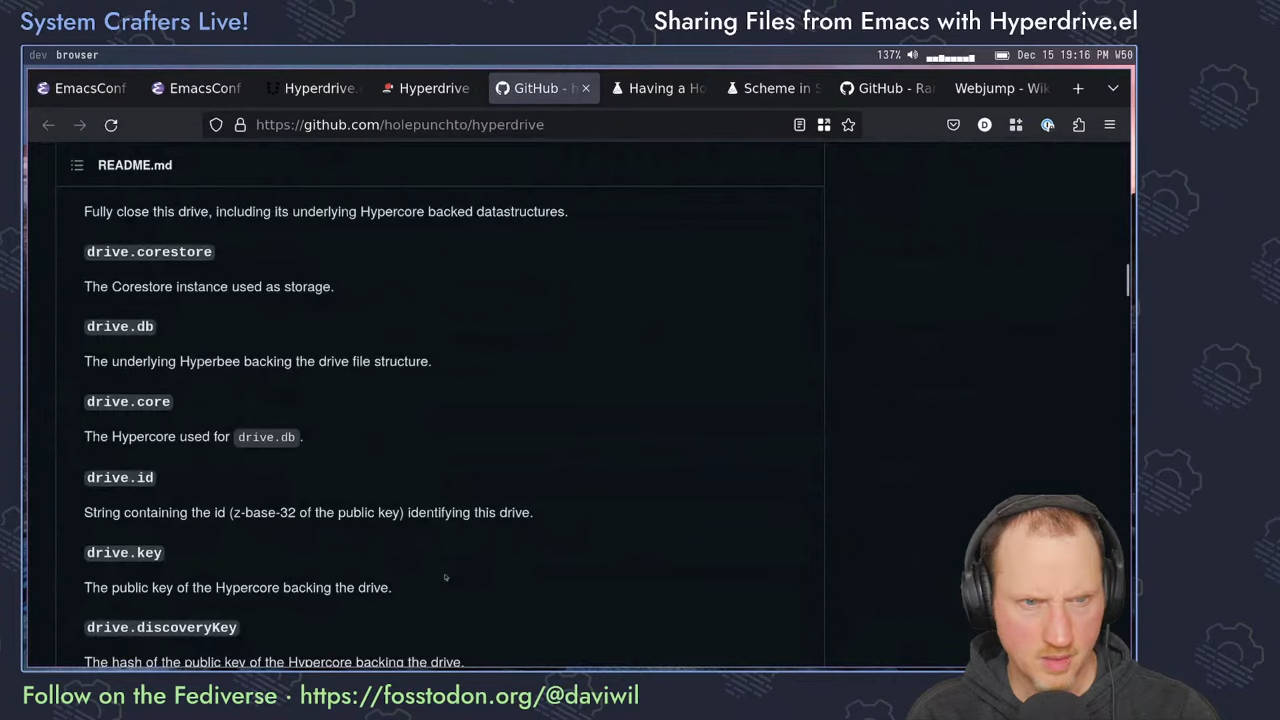 System Crafters Live!
Sharing Files from Emacs with Hyperdrive.el
dev browser
137% Dec 15 19:16 PM W50
EmacsConf
EmacsConf
Hyperdrive.
Hyperdrive
GitHub - h
Having a Ho
Scheme in S
GitHub - Ra
Webjump - Wik
https://github.com/holepunchto/hyperdrive
README.md
Fully close this drive, including its underlying Hypercore backed datastructures.
drive.corestore
The Corestore instance used as storage.
drive.db
The underlying Hyperbee backing the drive file structure.
drive.core
The Hypercore used for drive.db.
drive.id
String containing the id (z-base-32 of the public key) identifying this drive.
drive.key
The public key of the Hypercore backing the drive.
drive.discoveryKey
The hash of the public key of the Hypercore backing the drive.
Follow on the Fediverse · https://fosstodon.org/@daviwil